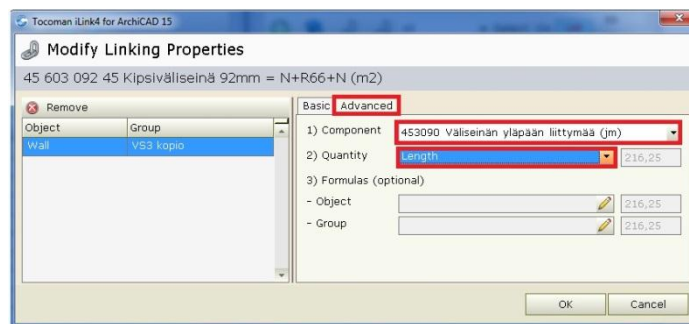 Tocoman iLink4 for ArchiCAD 15
Modify Linking Properties
45 603 092 45 Kipsiväliseinä 92mm = N+R66+N (m2)
Remove
Object Group
Wall VS3 kopio
Basic Advanced
1) Component 453090 Väliseinän yläpään liittymää (jm)
2) Quantity Length 216,25
3) Formulas (optional)
- Object 216,25
- Group 216,25
OK Cancel